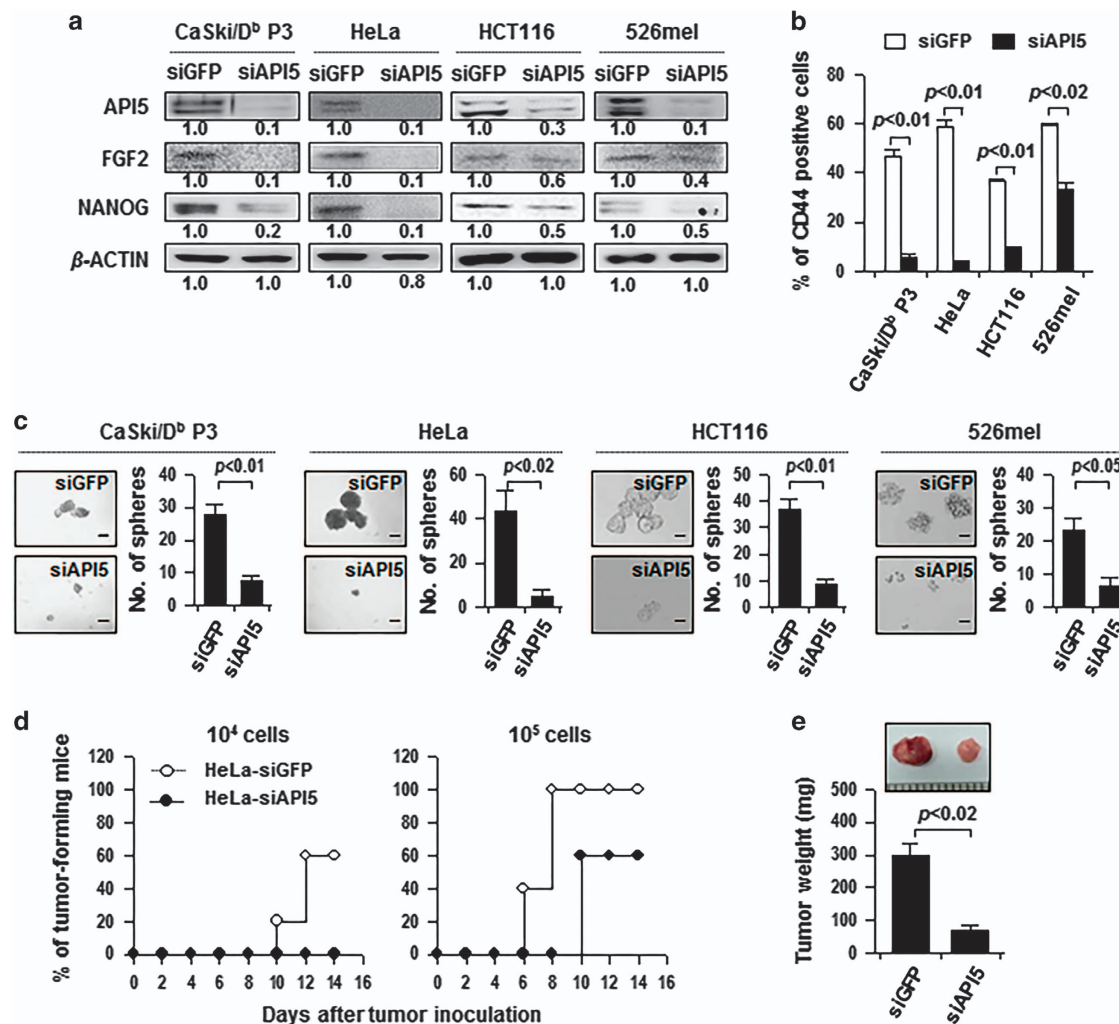 a
CaSki/Dᵇ P3 HeLa HCT116 526mel
siGFP siAPI5 siGFP siAPI5 siGFP siAPI5 siGFP siAPI5
API5
1.0 0.1 1.0 0.1 1.0 0.3 1.0 0.1
FGF2
1.0 0.1 1.0 0.1 1.0 0.6 1.0 0.4
NANOG
1.0 0.2 1.0 0.1 1.0 0.5 1.0 0.5
β-ACTIN
1.0 1.0 1.0 0.8 1.0 1.0 1.0 1.0
b
siGFP siAPI5
% of CD44 positive cells
80
60
40
20
0
p<0.01
p<0.01
p<0.01
p<0.02
CaSki/Dᵇ P3
HeLa
HCT116
526mel
c
CaSki/Dᵇ P3
siGFP
siAPI5
No. of spheres
40
30
20
10
0
p<0.01
siGFP
siAPI5
HeLa
siGFP
siAPI5
No. of spheres
60
40
20
0
p<0.02
siGFP
siAPI5
HCT116
siGFP
siAPI5
No. of spheres
50
40
30
20
10
0
p<0.01
siGFP
siAPI5
526mel
siGFP
siAPI5
No. of spheres
40
30
20
10
0
p<0.05
siGFP
siAPI5
d
% of tumor-forming mice
10⁴ cells
120
100
80
60
40
20
0
HeLa-siGFP
HeLa-siAPI5
0 2 4 6 8 10 12 14 16
10⁵ cells
120
100
80
60
40
20
0
0 2 4 6 8 10 12 14 16
Days after tumor inoculation
e
Tumor weight (mg)
500
400
300
200
100
0
p<0.02
siGFP
siAPI5